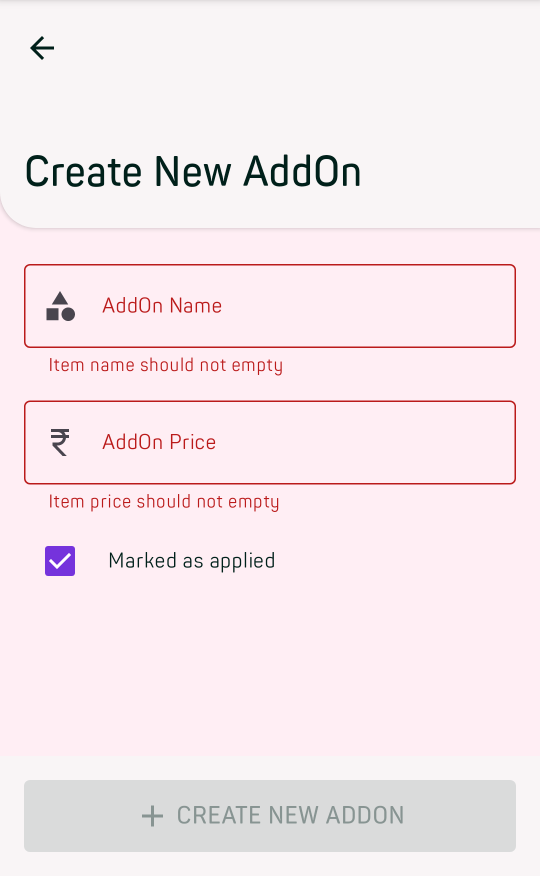 Create New AddOn
AddOn Name
Item name should not empty
₹
AddOn Price
Item price should not empty
Marked as applied
+ CREATE NEW ADDON